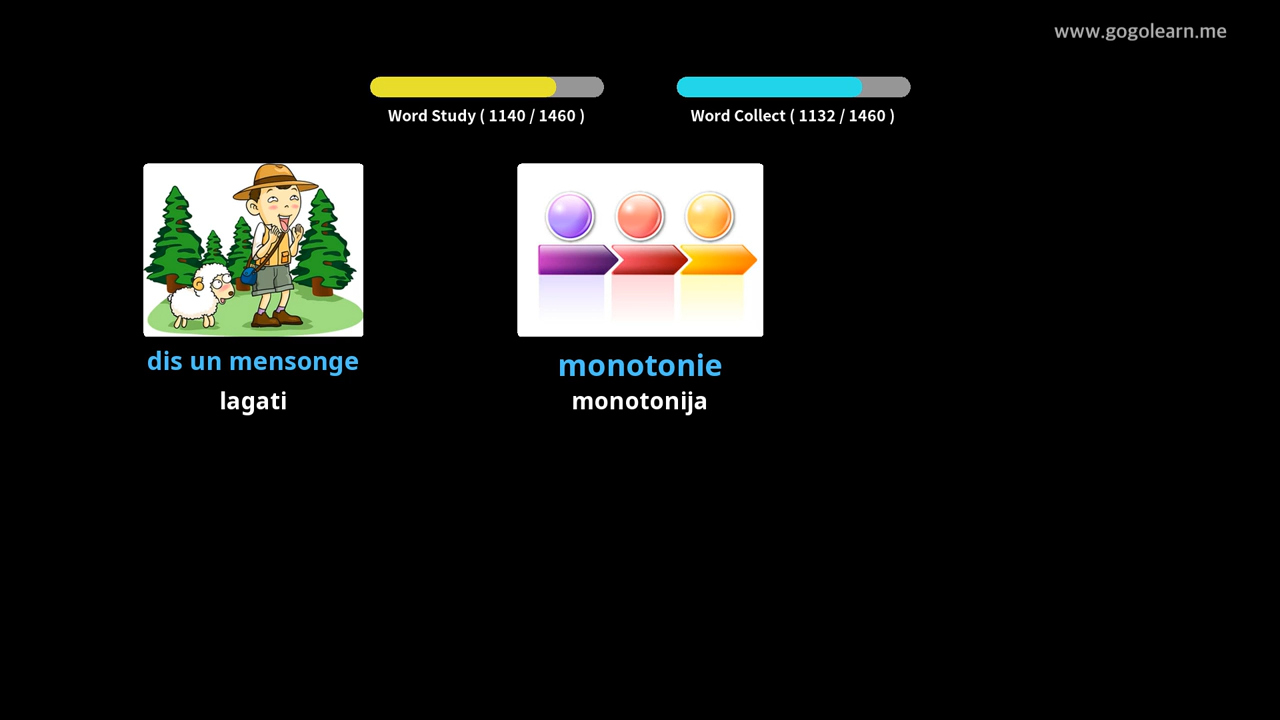 www.gogolearn.me
Word Study ( 1140 / 1460 )
Word Collect ( 1132 / 1460 )
dis un mensonge
lagati
monotonie
monotonija